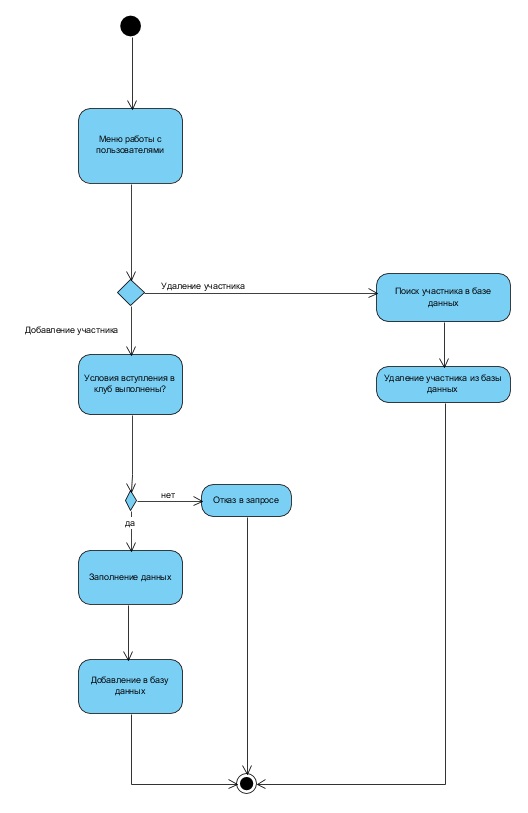 Меню работы с
пользователями
Удаление участника
Поиск участника в базе
данных
Добавление участника
Условия вступления в
клуб выполнены?
Удаление участника из базы
данных
нет
Отказ в запросе
да
Заполнение данных
Добавление в базу
данных